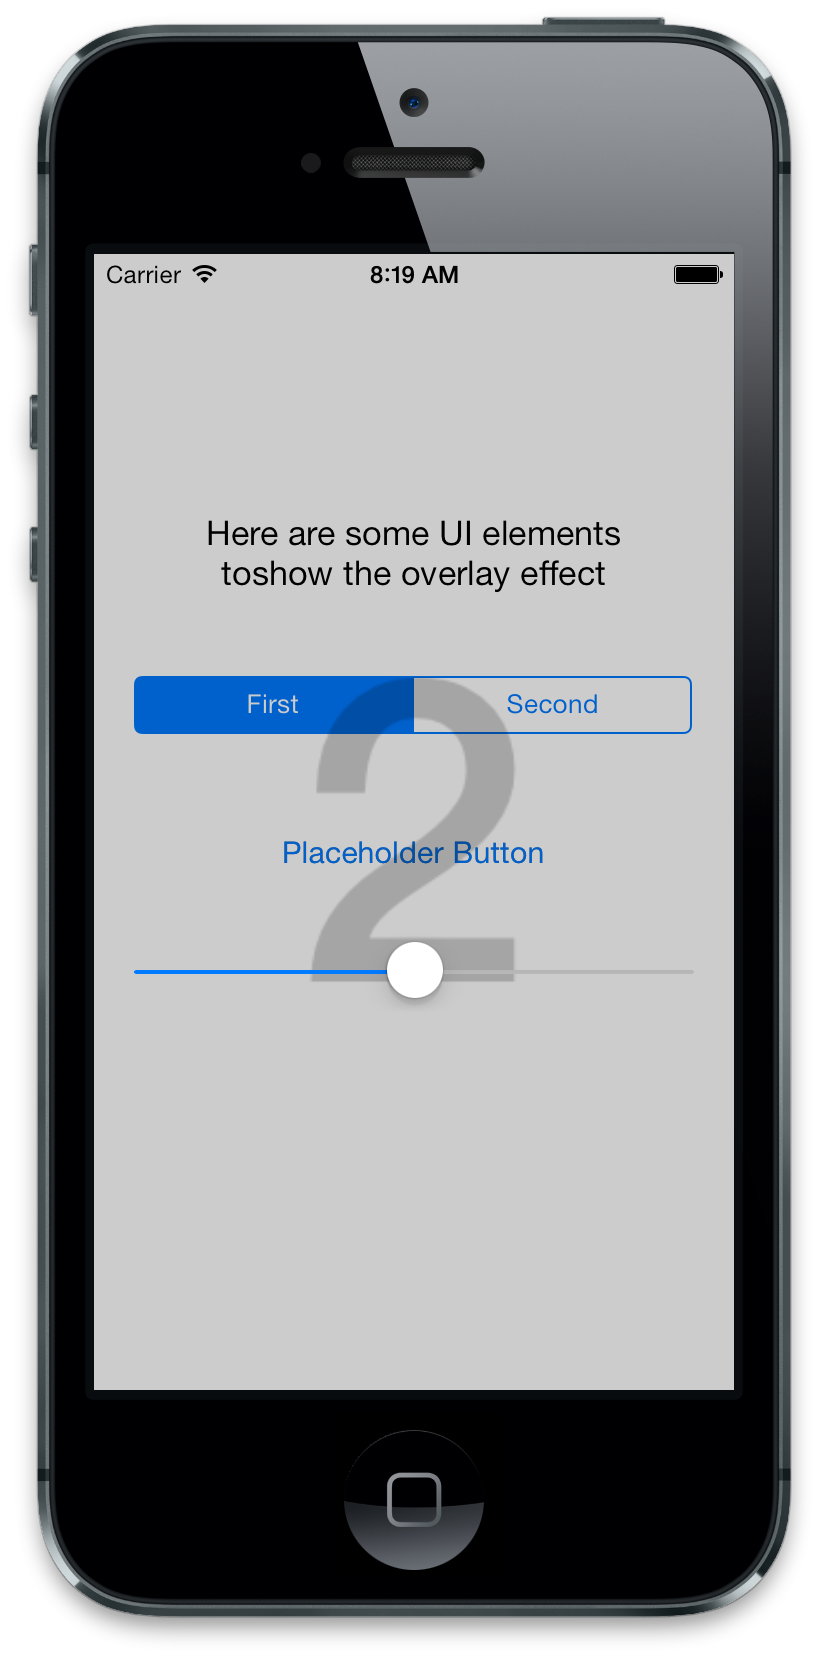 Carrier 8:19 AM
Here are some UI elements
toshow the overlay effect
First Second
2
Placeholder Button